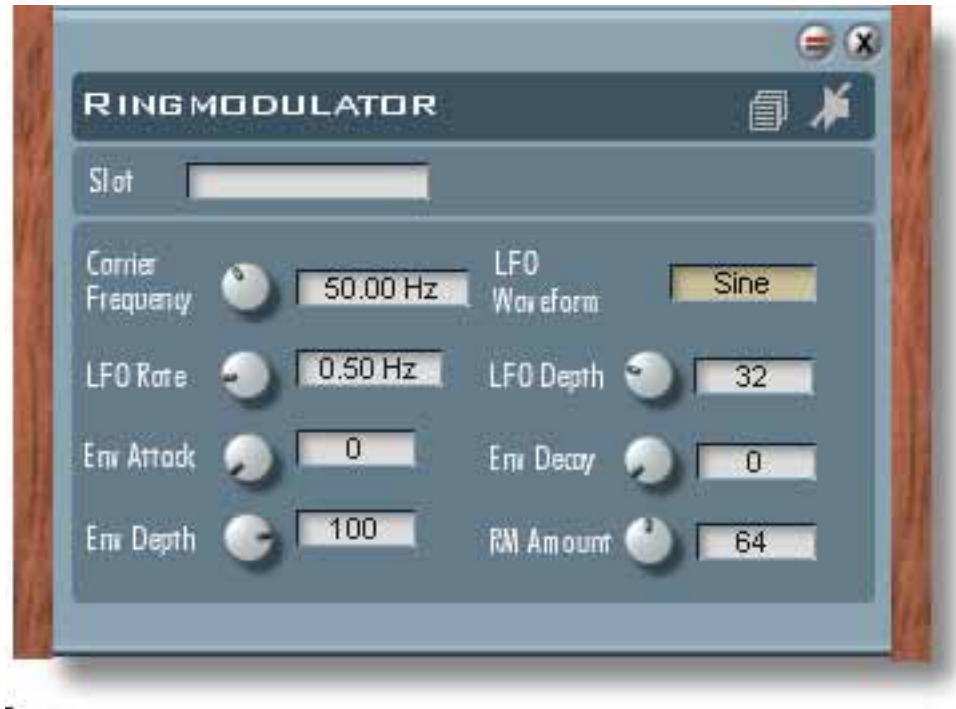 X
RINGMODULATOR
Slot
Carrier Frequency 50.00 Hz LFO Waveform Sine
LFO Rate 0.50 Hz LFO Depth 32
Env Attack 0 Env Decay 0
Env Depth 100 RM Amount 64